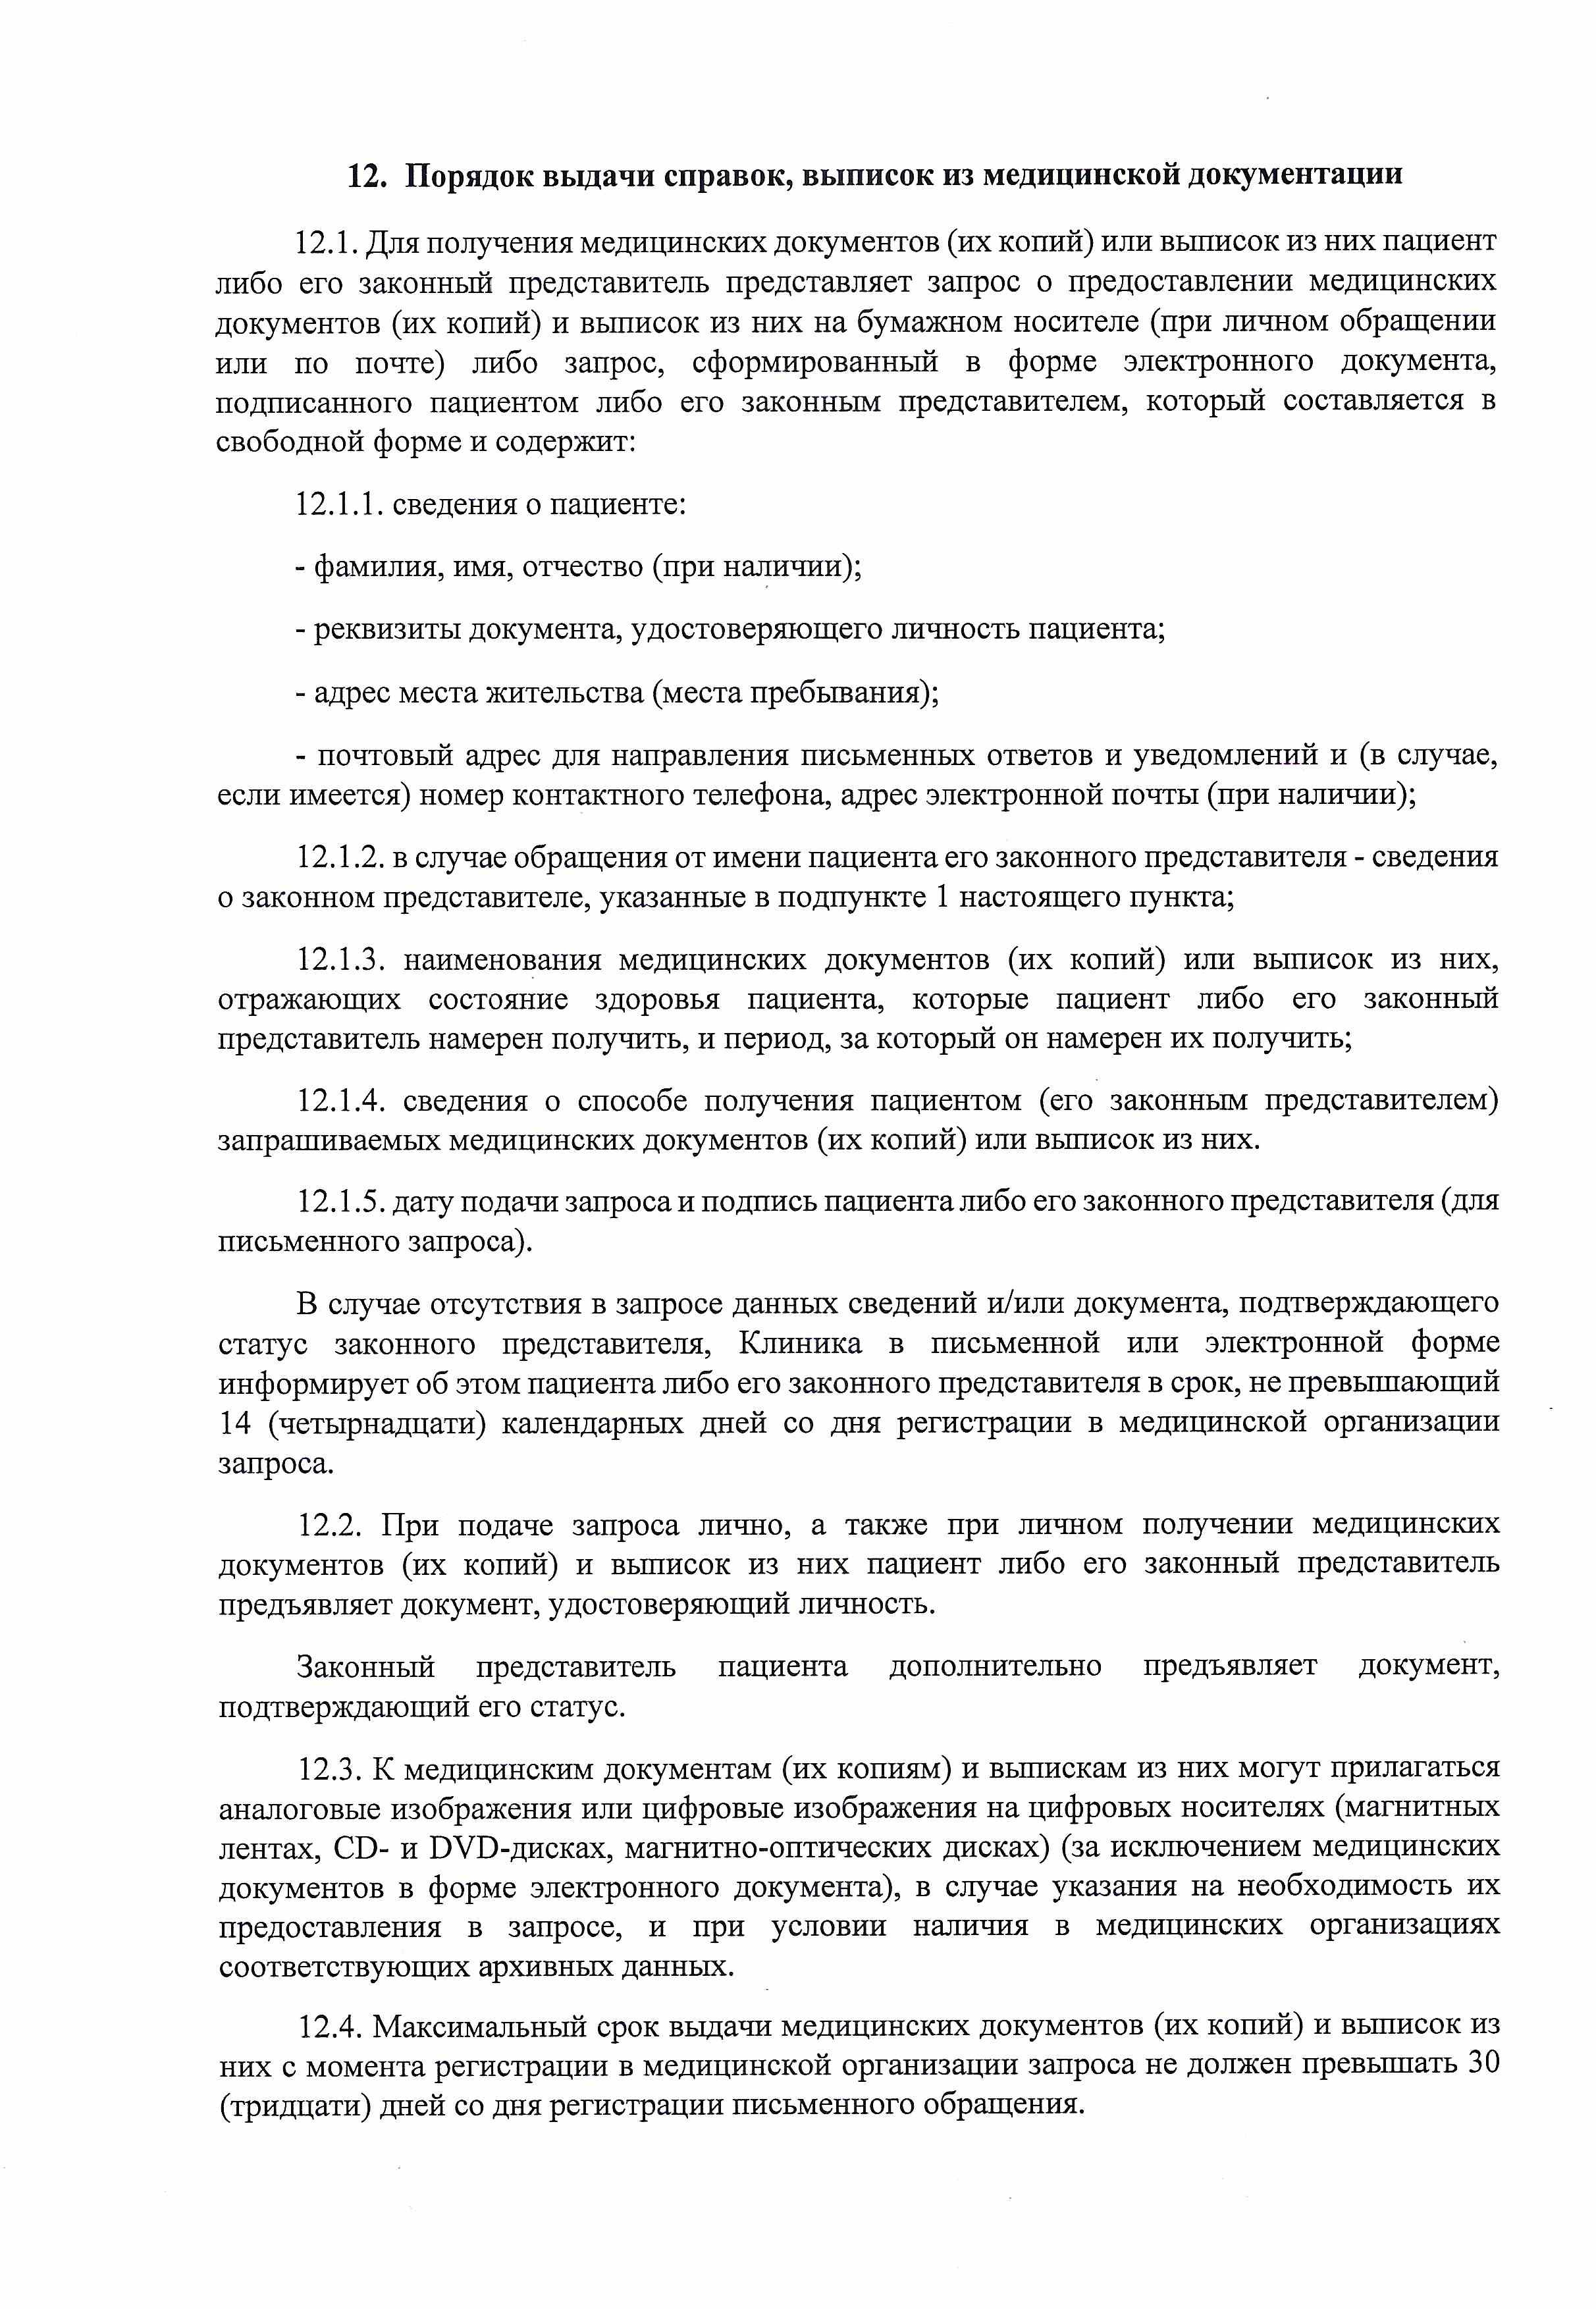 12. Порядок выдачи справок, выписок из медицинской документации
12.1. Для получения медицинских документов (их копий) или выписок из них пациент
либо его законный представитель представляет запрос о предоставлении медицинских
документов (их копий) и выписок из них на бумажном носителе (при личном обращении
или по почте) либо запрос, сформированный в форме электронного документа,
подписанного пациентом либо его законным представителем, который составляется в
свободной форме и содержит:
12.1.1. сведения о пациенте:
- фамилия, имя, отчество (при наличии);
- реквизиты документа, удостоверяющего личность пациента;
- адрес места жительства (места пребывания);
- почтовый адрес для направления письменных ответов и уведомлений и (в случае,
если имеется) номер контактного телефона, адрес электронной почты (при наличии);
12.1.2. в случае обращения от имени пациента его законного представителя - сведения
о законном представителе, указанные в подпункте 1 настоящего пункта;
12.1.3. наименования медицинских документов (их копий) или выписок из них,
отражающих состояние здоровья пациента, которые пациент либо его законный
представитель намерен получить, и период, за который он намерен их получить;
12.1.4. сведения о способе получения пациентом (его законным представителем)
запрашиваемых медицинских документов (их копий) или выписок из них.
12.1.5. дату подачи запроса и подпись пациента либо его законного представителя (для
письменного запроса).
В случае отсутствия в запросе данных сведений и/или документа, подтверждающего
статус законного представителя, Клиника в письменной или электронной форме
информирует об этом пациента либо его законного представителя в срок, не превышающий
14 (четырнадцати) календарных дней со дня регистрации в медицинской организации
запроса.
12.2. При подаче запроса лично, а также при личном получении медицинских
документов (их копий) и выписок из них пациент либо его законный представитель
предъявляет документ, удостоверяющий личность.
Законный представитель пациента дополнительно предъявляет документ,
подтверждающий его статус.
12.3. К медицинским документам (их копиям) и выпискам из них могут прилагаться
аналоговые изображения или цифровые изображения на цифровых носителях (магнитных
лентах, CD- и DVD-дисках, магнитно-оптических дисках) (за исключением медицинских
документов в форме электронного документа), в случае указания на необходимость их
предоставления в запросе, и при условии наличия в медицинских организациях
соответствующих архивных данных.
12.4. Максимальный срок выдачи медицинских документов (их копий) и выписок из
них с момента регистрации в медицинской организации запроса не должен превышать 30
(тридцати) дней со дня регистрации письменного обращения.